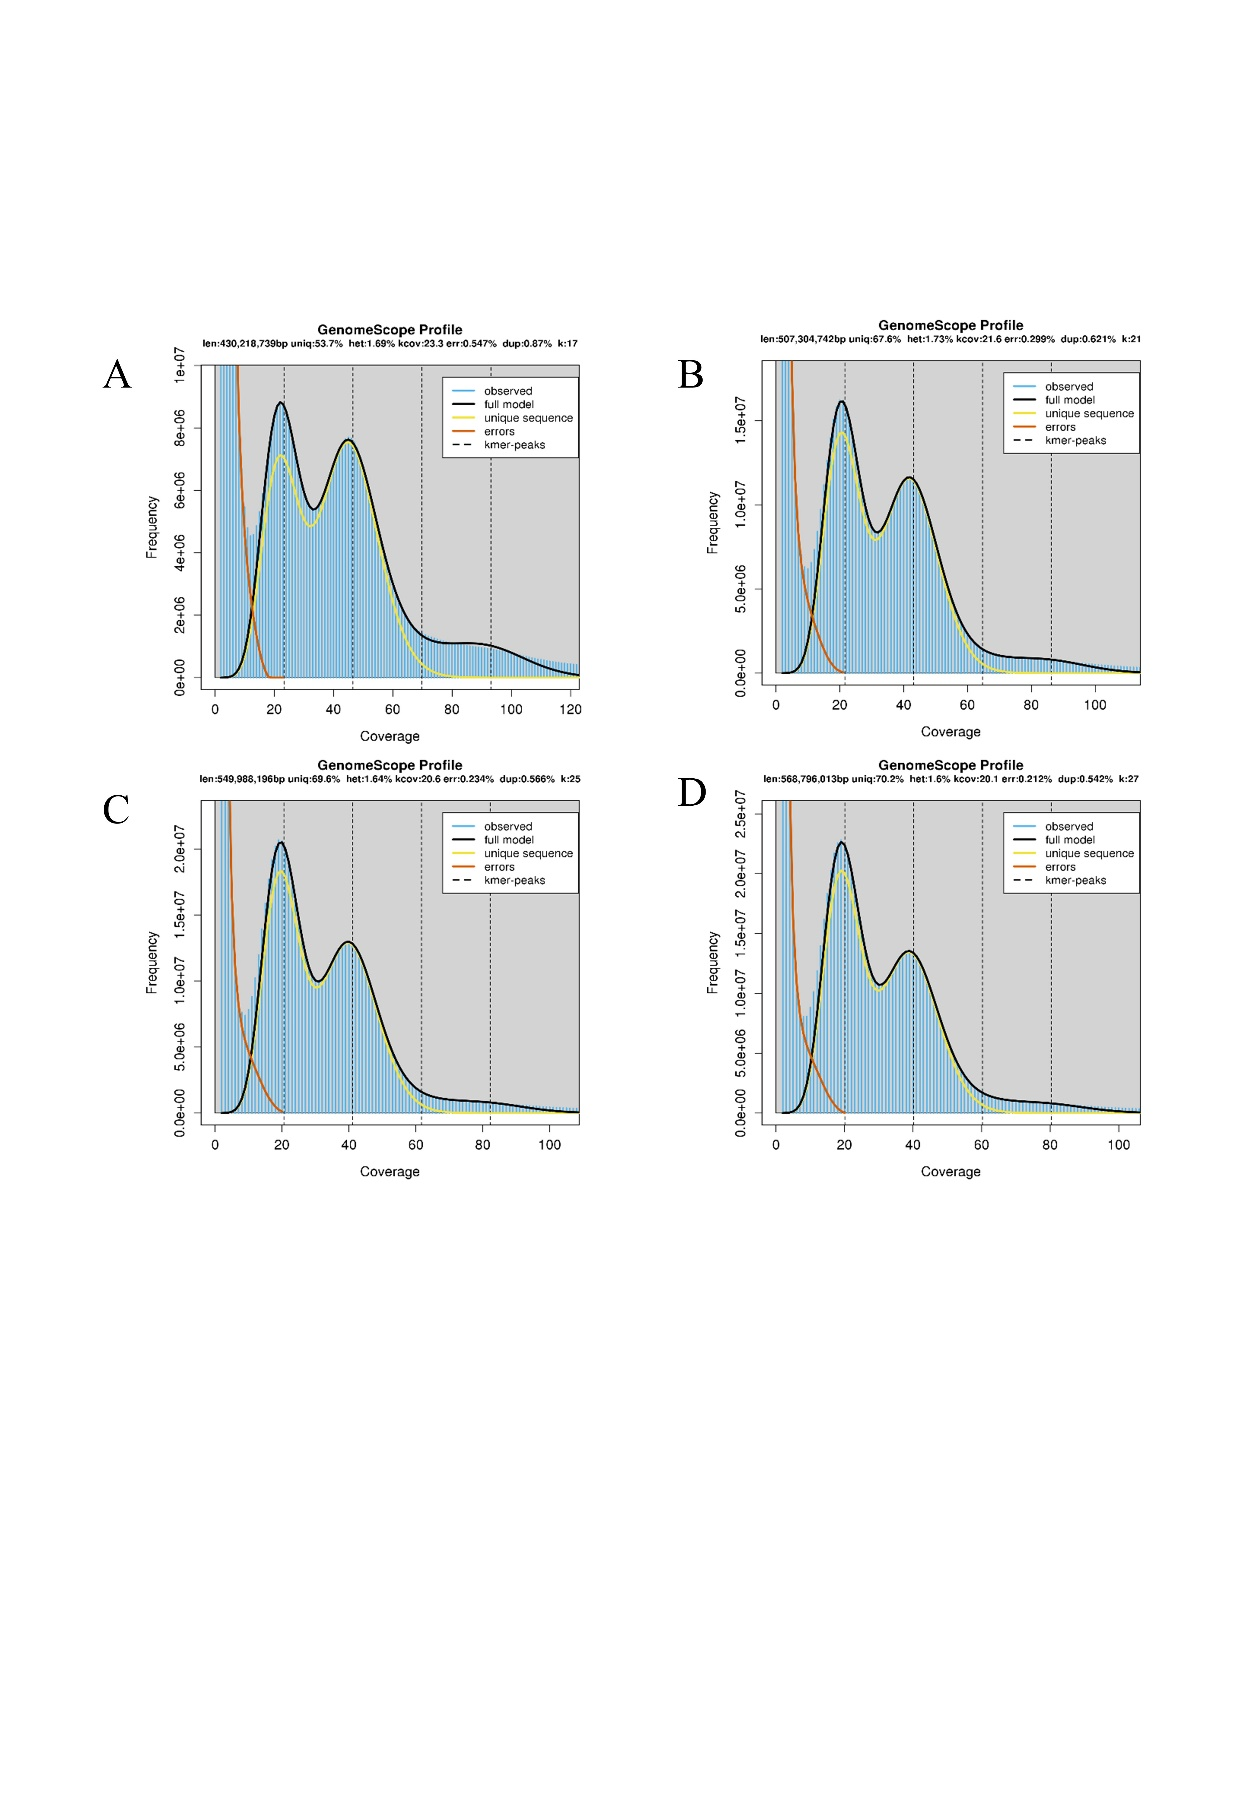 A
GenomeScope Profile
len:430,218,739bp uniq:53.7% het:1.69% kcov:23.3 err:0.547% dup:0.87% k:17
observed
full model
unique sequence
errors
kmer-peaks
Frequency
0e+00 2e+06 4e+06 6e+06 8e+06 1e+07
0 20 40 60 80 100 120
Coverage
B
GenomeScope Profile
len:507,304,742bp uniq:67.6% het:1.73% kcov:21.6 err:0.299% dup:0.621% k:21
observed
full model
unique sequence
errors
kmer-peaks
Frequency
0.0e+00 5.0e+06 1.0e+07 1.5e+07
0 20 40 60 80 100
Coverage
C
GenomeScope Profile
len:549,988,196bp uniq:69.6% het:1.64% kcov:20.6 err:0.234% dup:0.566% k:25
observed
full model
unique sequence
errors
kmer-peaks
Frequency
0.0e+00 5.0e+06 1.0e+07 1.5e+07 2.0e+07
0 20 40 60 80 100
Coverage
D
GenomeScope Profile
len:568,796,013bp uniq:70.2% het:1.6% kcov:20.1 err:0.212% dup:0.542% k:27
observed
full model
unique sequence
errors
kmer-peaks
Frequency
0.0e+00 5.0e+06 1.0e+07 1.5e+07 2.0e+07 2.5e+07
0 20 40 60 80 100
Coverage